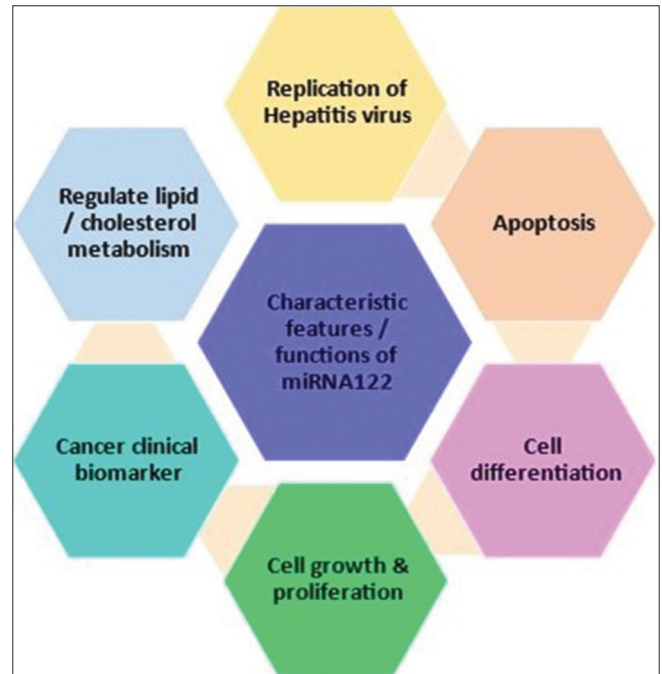 Replication of
Hepatitis virus
Regulate lipid
/ cholesterol
metabolism
Apoptosis
Characteristic
features /
functions of
miRNA122
Cancer clinical
biomarker
Cell
differentiation
Cell growth &
proliferation